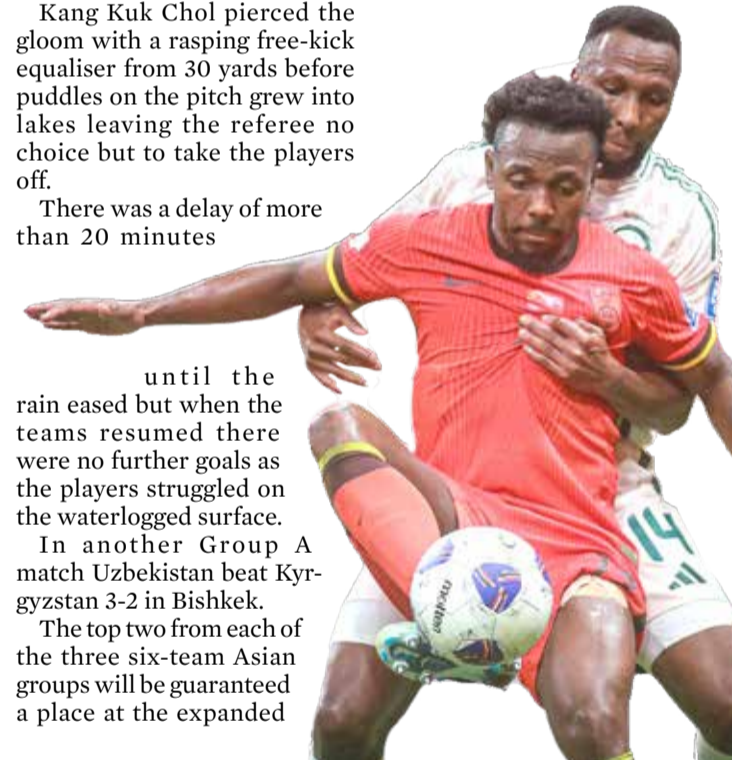 Kang Kuk Chol pierced the
gloom with a rasping free-kick
equaliser from 30 yards before
puddles on the pitch grew into
lakes leaving the referee no
choice but to take the players
off.
There was a delay of more
than 20 minutes
until the
rain eased but when the
teams resumed there
were no further goals as
the players struggled on
the waterlogged surface.
In another Group A
match Uzbekistan beat Kyr-
gyzstan 3-2 in Bishkek.
The top two from each of
the three six-team Asian
groups will be guaranteed
a place at the expanded
14
molten